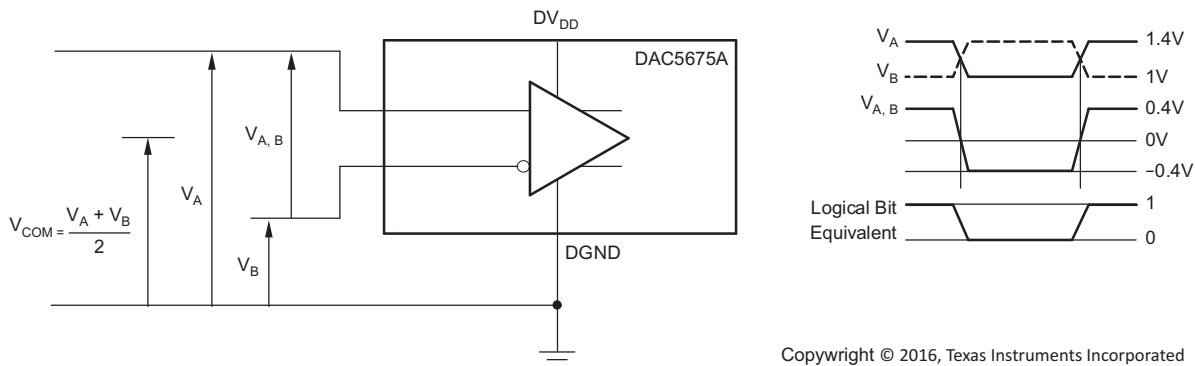 DV_DD
DAC5675A
V_A, B
V_A
V_COM = V_A + V_B
2
V_B
DGND
V_A 1.4V
V_B 1V
V_A, B 0.4V
0V
−0.4V
Logical Bit 1
Equivalent 0
Copywright © 2016, Texas Instruments Incorporated